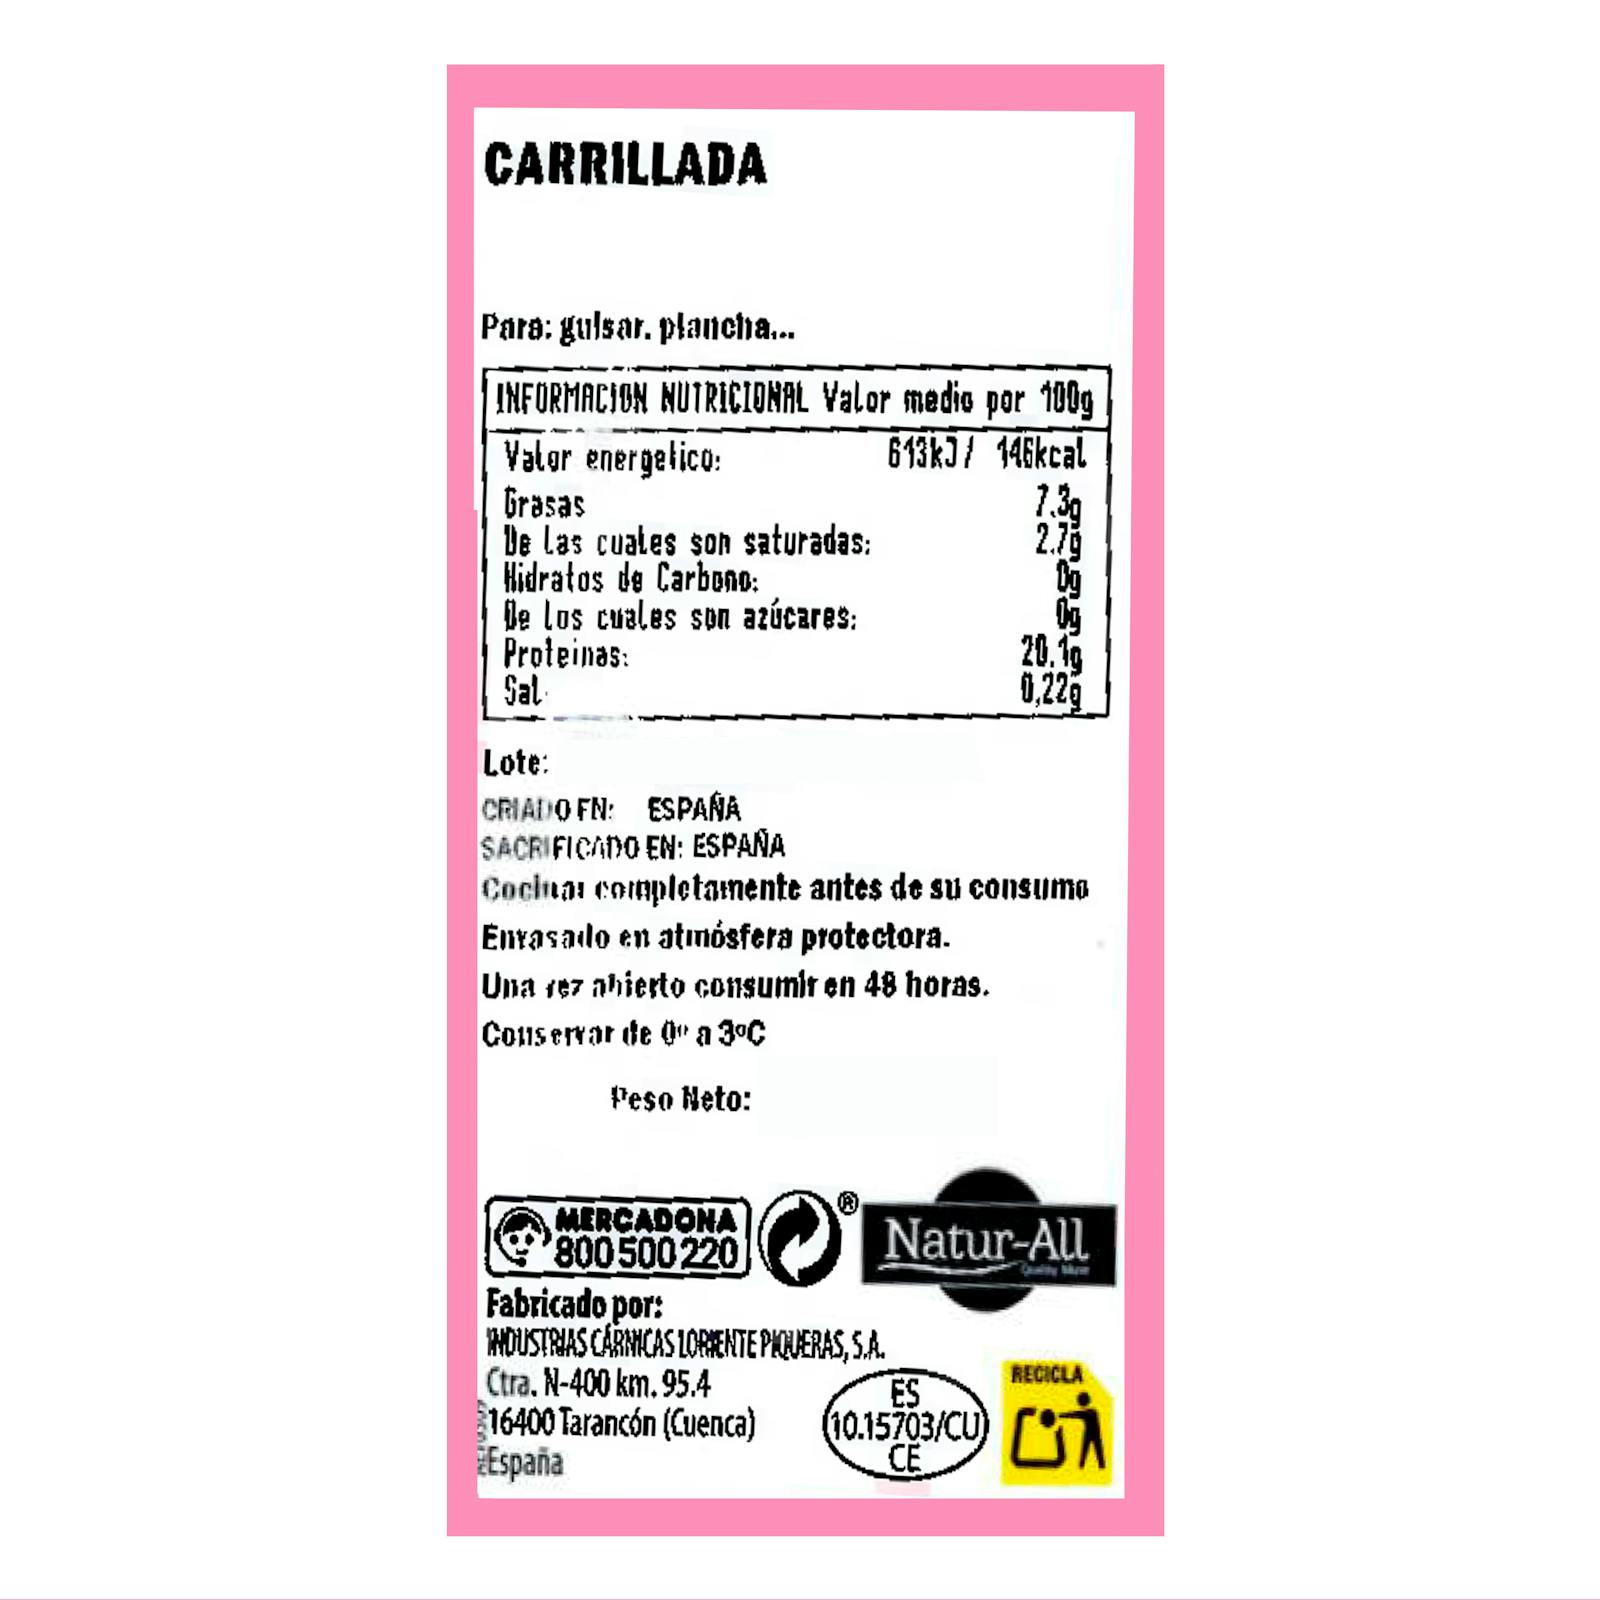 CARRILLADA
Para: guisar, plancha...
INFORMACION NUTRICIONAL Valor medio por 100g
Valor energetico: 613kJ/ 146kcal
Grasas 7.3g
De las cuales son saturadas: 2.7g
Hidratos de Carbono: 0g
De los cuales son azúcares: 0g
Proteinas: 20.1g
Sal 0,22g
Lote:
CRIADO EN: ESPAÑA
SACRIFICADO EN: ESPAÑA
Cocinar completamente antes de su consumo
Envasado en atmósfera protectora.
Una vez abierto consumir en 48 horas.
Conservar de 0º a 3ºC
Peso Neto:
MERCADONA
800 500 220
®
Natur-All
Fabricado por:
INDUSTRIAS CÁRNICAS LORIENTE PIQUERAS, S.A.
Ctra. N-400 km. 95.4
16400 Tarancón (Cuenca)
España
ES
10.15703/CU
CE
RECICLA